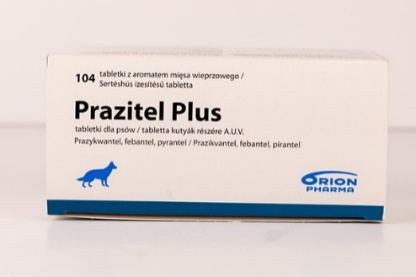 104 tabletki z aromatem mięsa wieprzowego /
Sertéshús ízesítésű tabletta
Prazitel Plus
tabletki dla psów / tabletta kutyák részére A.U.V.
Prazykwantel, febantel, pyrantel / Prazikvantel, febantel, pirantel
ORION
PHARMA